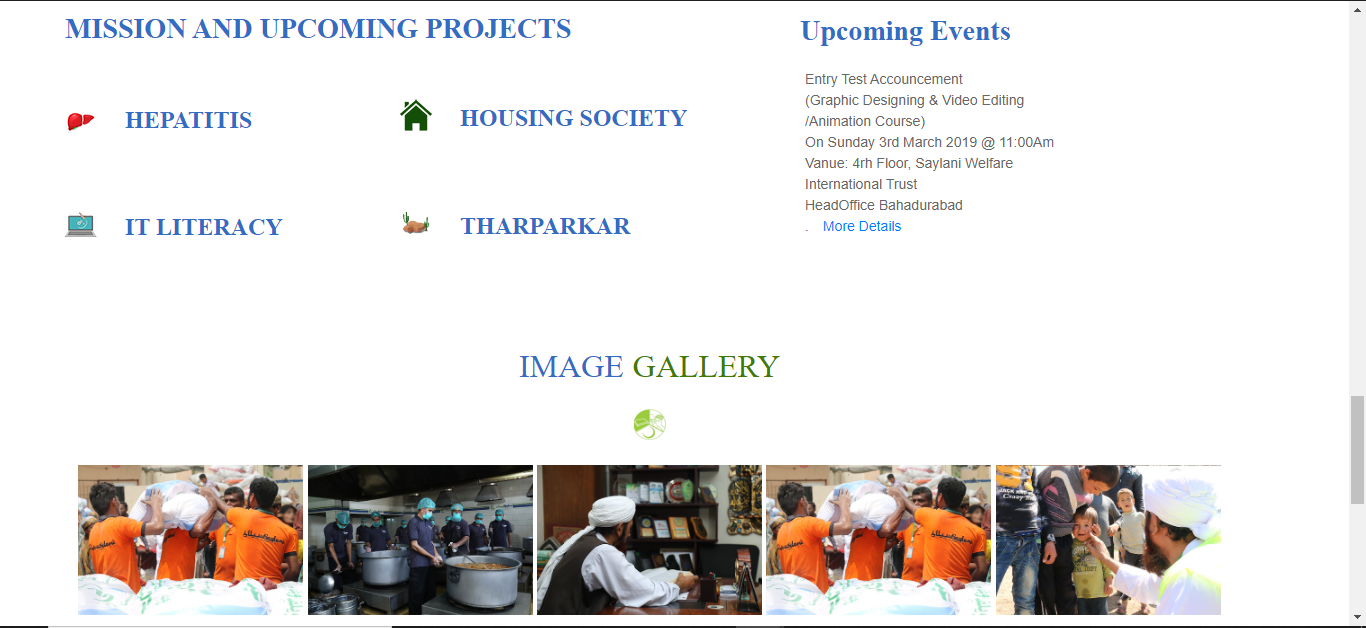 MISSION AND UPCOMING PROJECTS
HEPATITIS
HOUSING SOCIETY
IT LITERACY
THARPARKAR
Upcoming Events
Entry Test Accouncement
(Graphic Designing & Video Editing
/Animation Course)
On Sunday 3rd March 2019 @ 11:00Am
Vanue: 4rh Floor, Saylani Welfare
International Trust
HeadOffice Bahadurabad
. More Details
IMAGE GALLERY